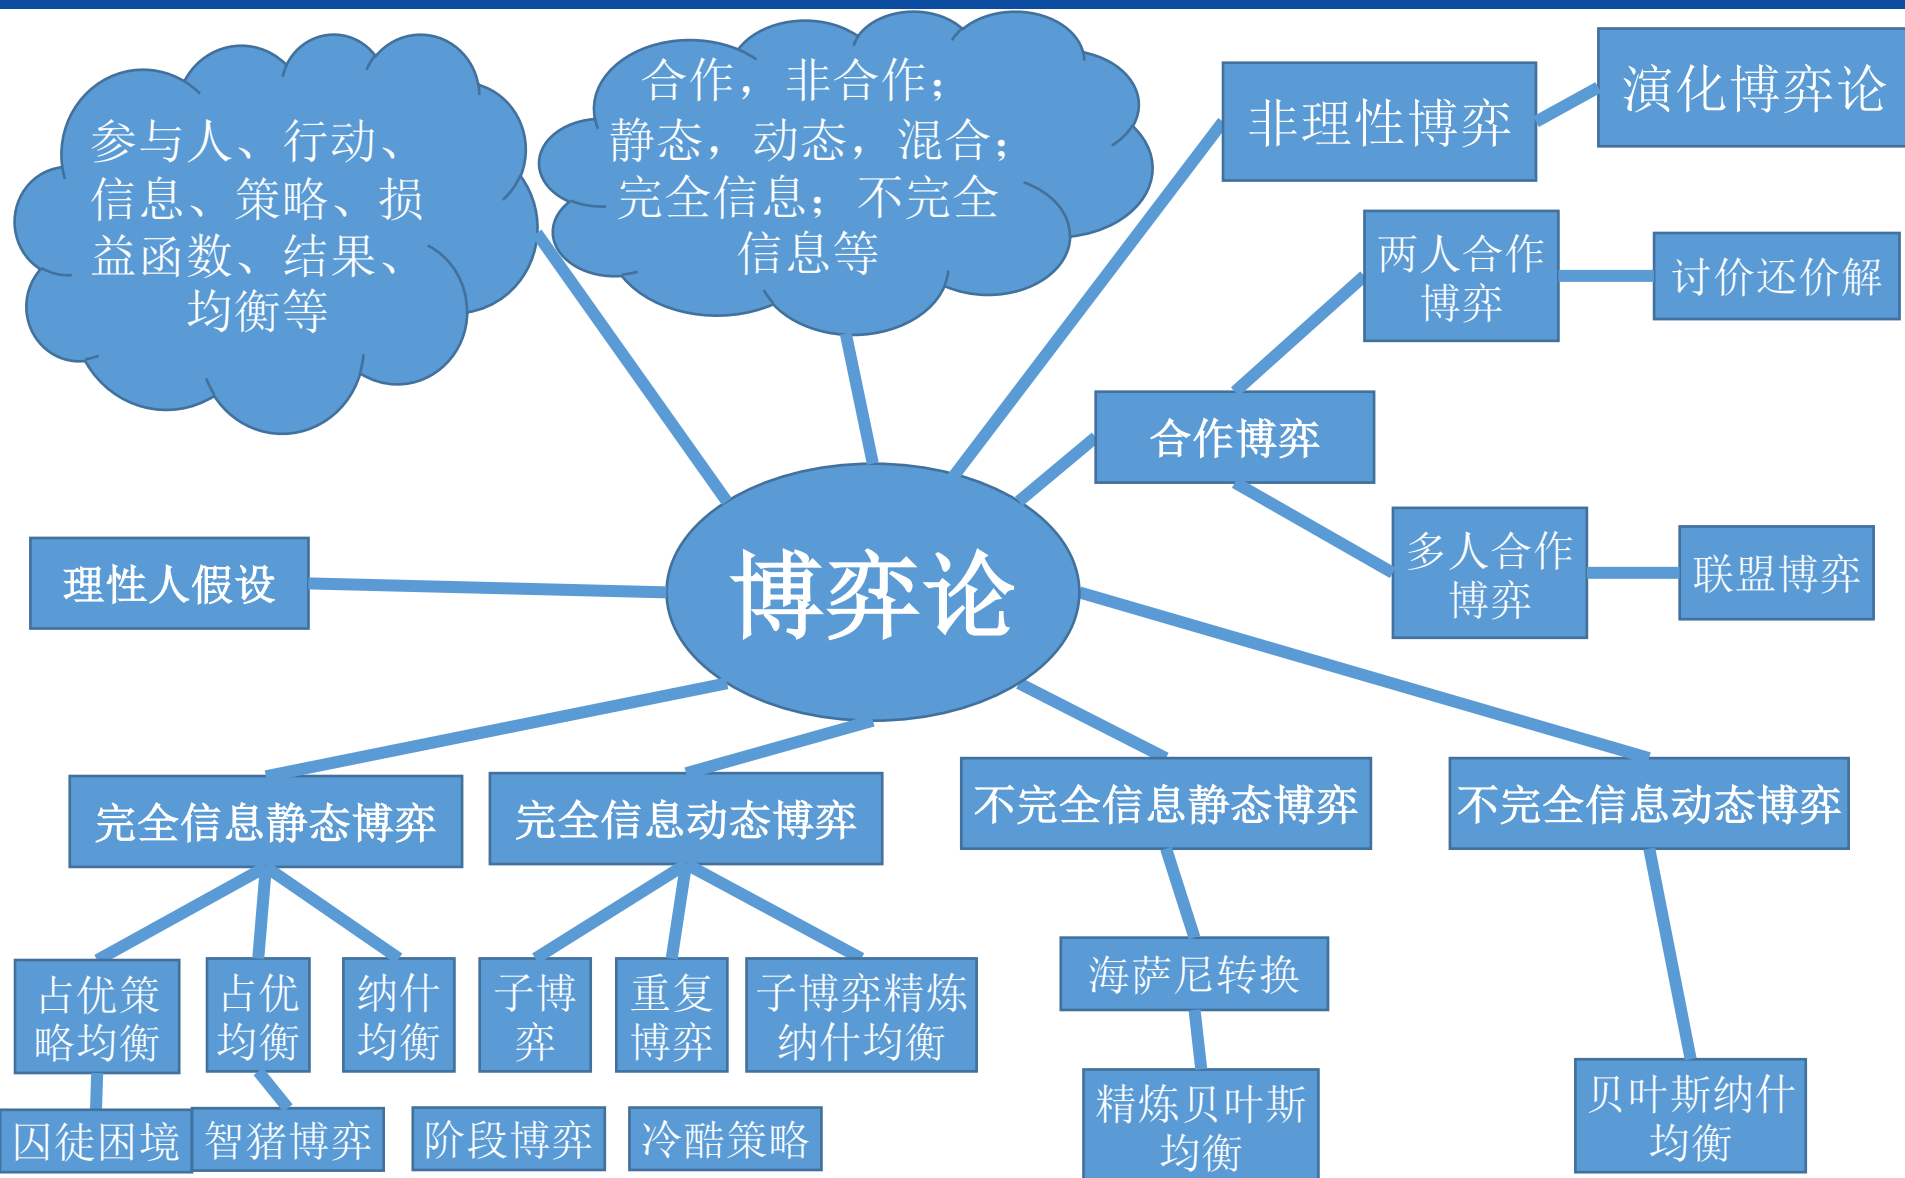 参与人、行动、
信息、策略、损
益函数、结果、
均衡等
合作，非合作；
静态，动态，混合；
完全信息；不完全
信息等
非理性博弈
演化博弈论
两人合作
博弈
讨价还价解
合作博弈
多人合作
博弈
联盟博弈
理性人假设
博弈论
完全信息静态博弈
完全信息动态博弈
不完全信息静态博弈
不完全信息动态博弈
占优策
略均衡
占优
均衡
纳什
均衡
子博
弈
重复
博弈
子博弈精炼
纳什均衡
海萨尼转换
囚徒困境
智猪博弈
阶段博弈
冷酷策略
精炼贝叶斯
均衡
贝叶斯纳什
均衡